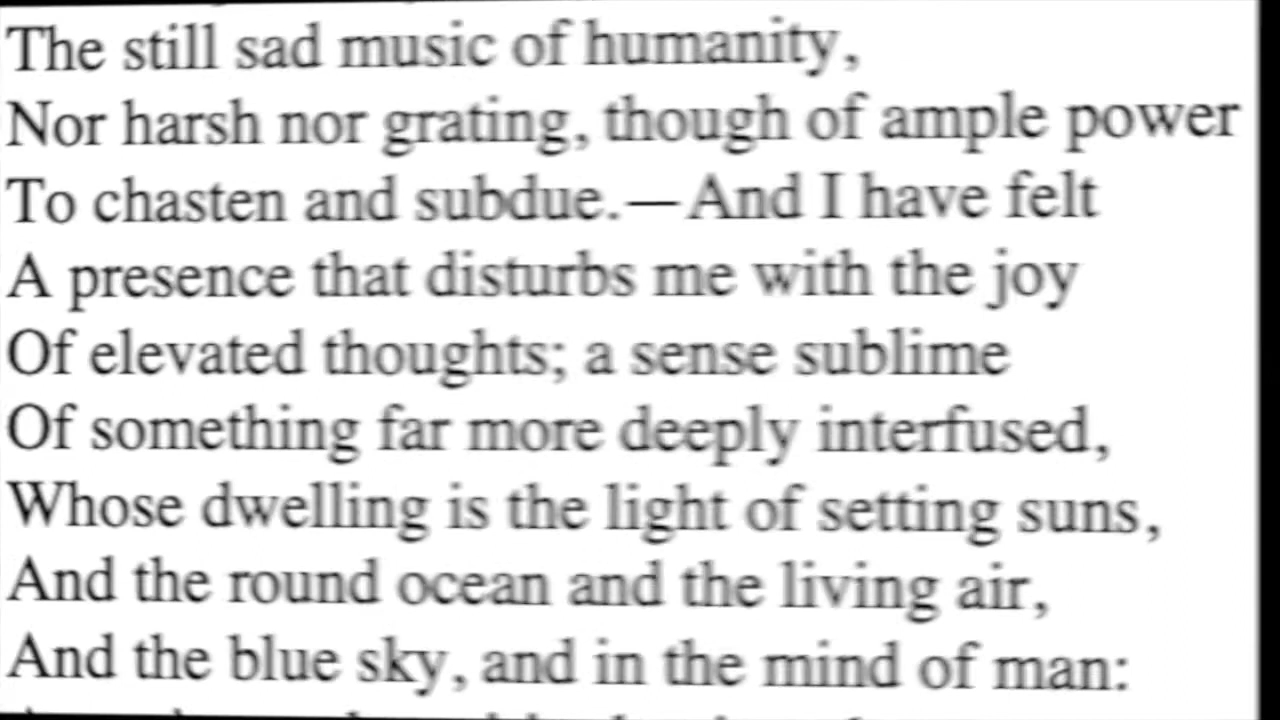 The still sad music of humanity,
Nor harsh nor grating, though of ample power
To chasten and subdue.—And I have felt
A presence that disturbs me with the joy
Of elevated thoughts; a sense sublime
Of something far more deeply interfused,
Whose dwelling is the light of setting suns,
And the round ocean and the living air,
And the blue sky, and in the mind of man: